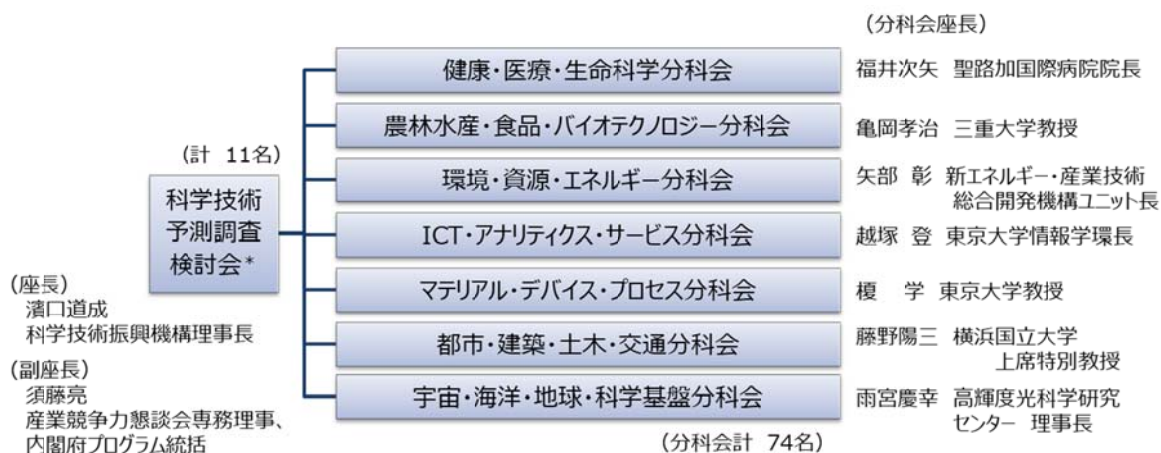 (分科会座長)
健康・医療・生命科学分科会
福井次矢 聖路加国際病院院長
農林水産・食品・バイオテクノロジー分科会
亀岡孝治 三重大学教授
(計 11名)
環境・資源・エネルギー分科会
矢部 彰 新エネルギー・産業技術
総合開発機構ユニット長
科学技術
予測調査
検討会*
ICT・アナリティクス・サービス分科会
越塚 登 東京大学情報学環長
(座長)
濱口道成
科学技術振興機構理事長
マテリアル・デバイス・プロセス分科会
榎 学 東京大学教授
都市・建築・土木・交通分科会
藤野陽三 横浜国立大学
上席特別教授
(副座長)
須藤亮
産業競争力懇談会専務理事、
内閣府プログラム統括
宇宙・海洋・地球・科学基盤分科会
雨宮慶幸 高輝度光科学研究
センター 理事長
(分科会計 74名)